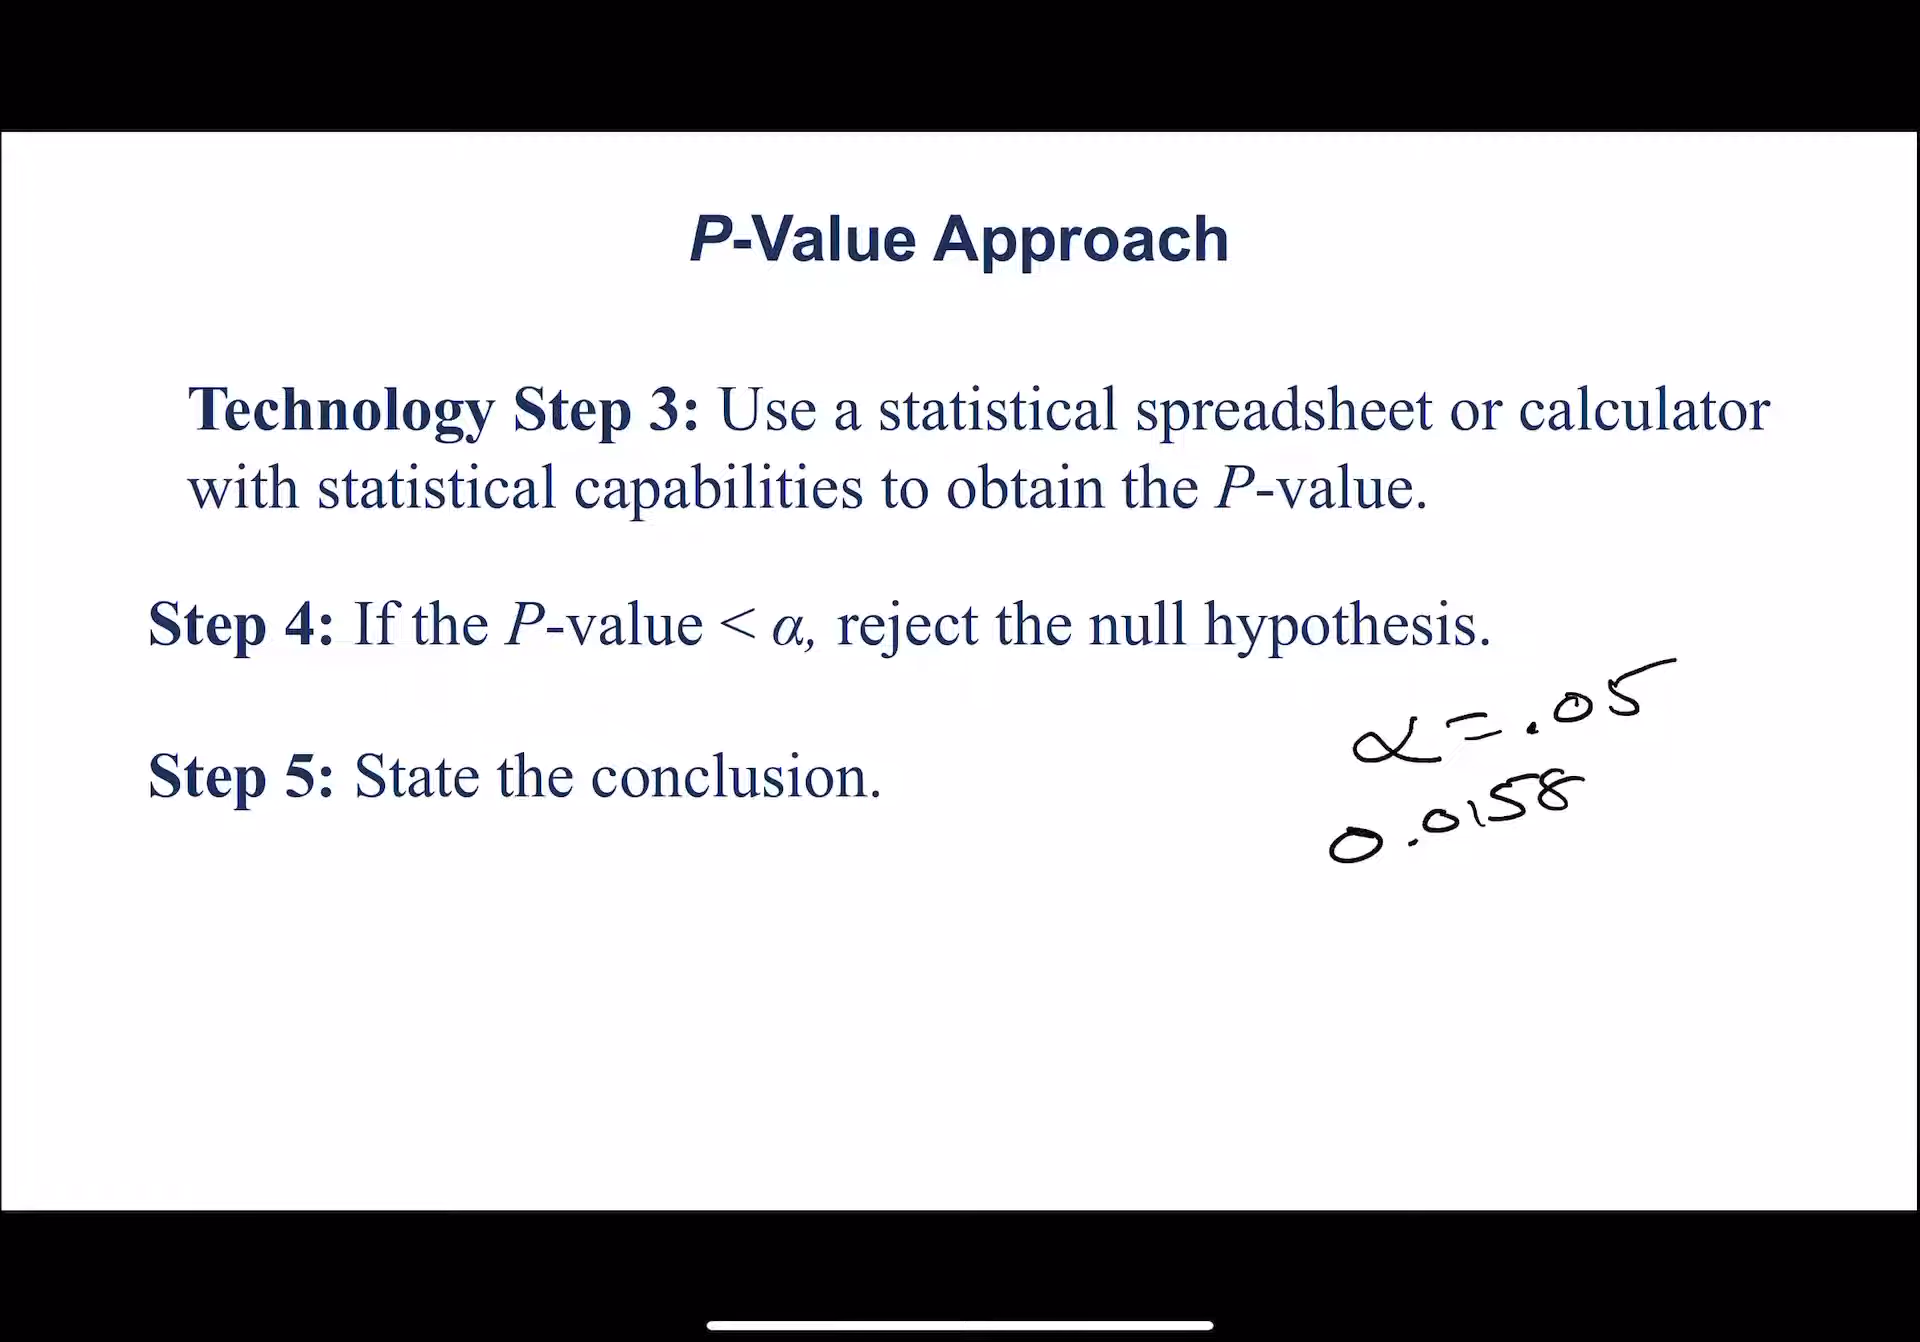 P-Value Approach
Technology Step 3: Use a statistical spreadsheet or calculator
with statistical capabilities to obtain the P-value.
Step 4: If the P-value < α, reject the null hypothesis.
α = .05
Step 5: State the conclusion.
0.0158